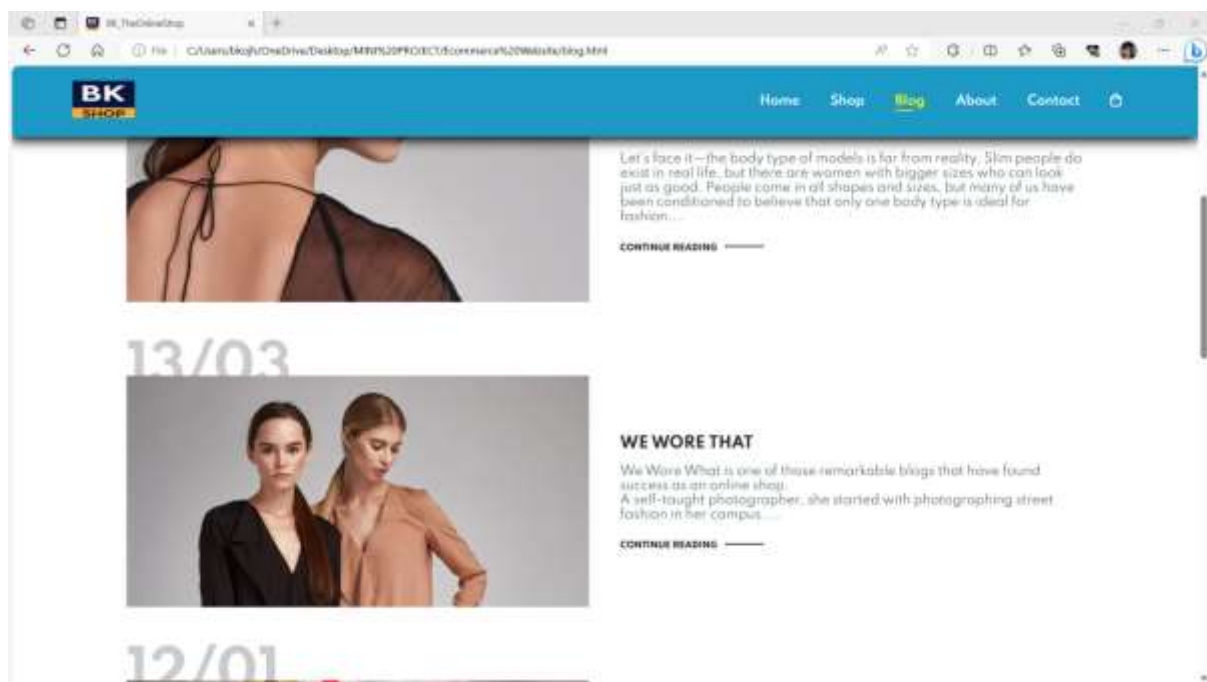 BK_TheOnlineShop
File C:/Users/bkojh/OneDrive/Desktop/MINI%20PROJECT/Ecommerce%20Website/blog.html
BK
SHOP
Home Shop Blog About Contact
Let's face it—the body type of models is far from reality. Slim people do
exist in real life, but there are women with bigger sizes who can look
just as good. People come in all shapes and sizes, but many of us have
been conditioned to believe that only one body type is ideal for
fashion....
CONTINUE READING
13/03
WE WORE THAT
We Wore What is one of those remarkable blogs that have found
success as an online shop.
A self-taught photographer, she started with photographing street
fashion in her campus....
CONTINUE READING
12/01